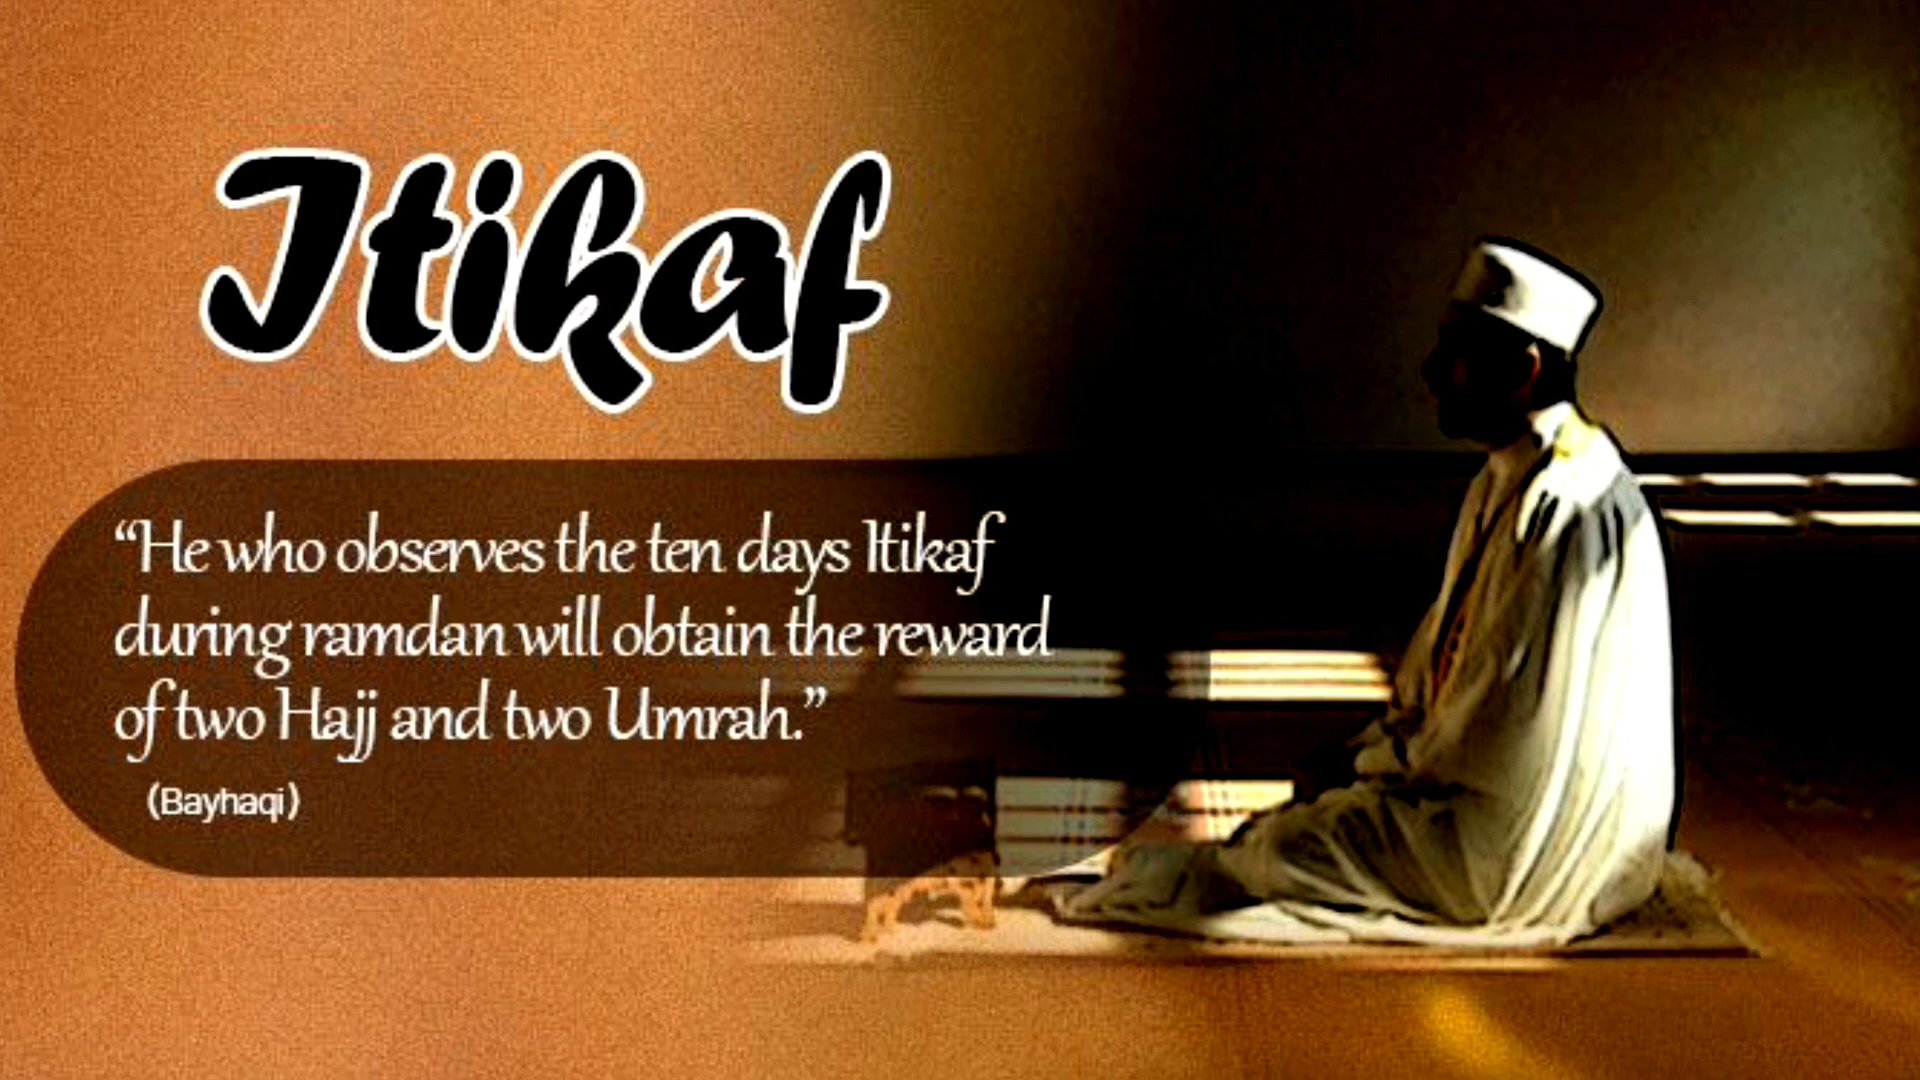 Itikaf
“He who observes the ten days Itikaf
during ramdan will obtain the reward
of two Hajj and two Umrah.”
(Bayhaqi)